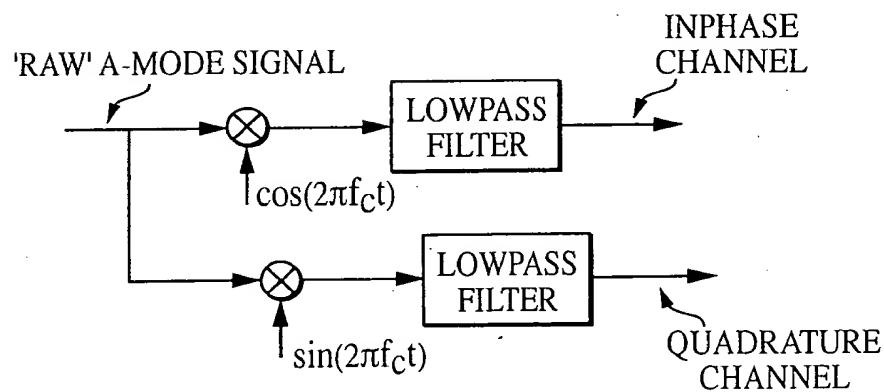 'RAW' A-MODE SIGNAL
INPHASE
CHANNEL
LOWPASS
FILTER
cos(2πfct)
LOWPASS
FILTER
sin(2πfct)
QUADRATURE
CHANNEL